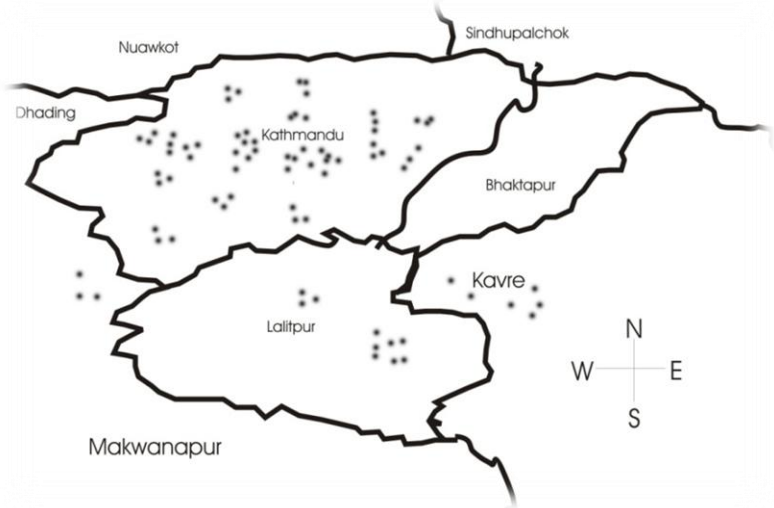 Sindhupalchok
Nuawkot
Dhading
Kathmandu
Bhaktapur
Kavre
Lalitpur
N
W E
S
Makwanapur